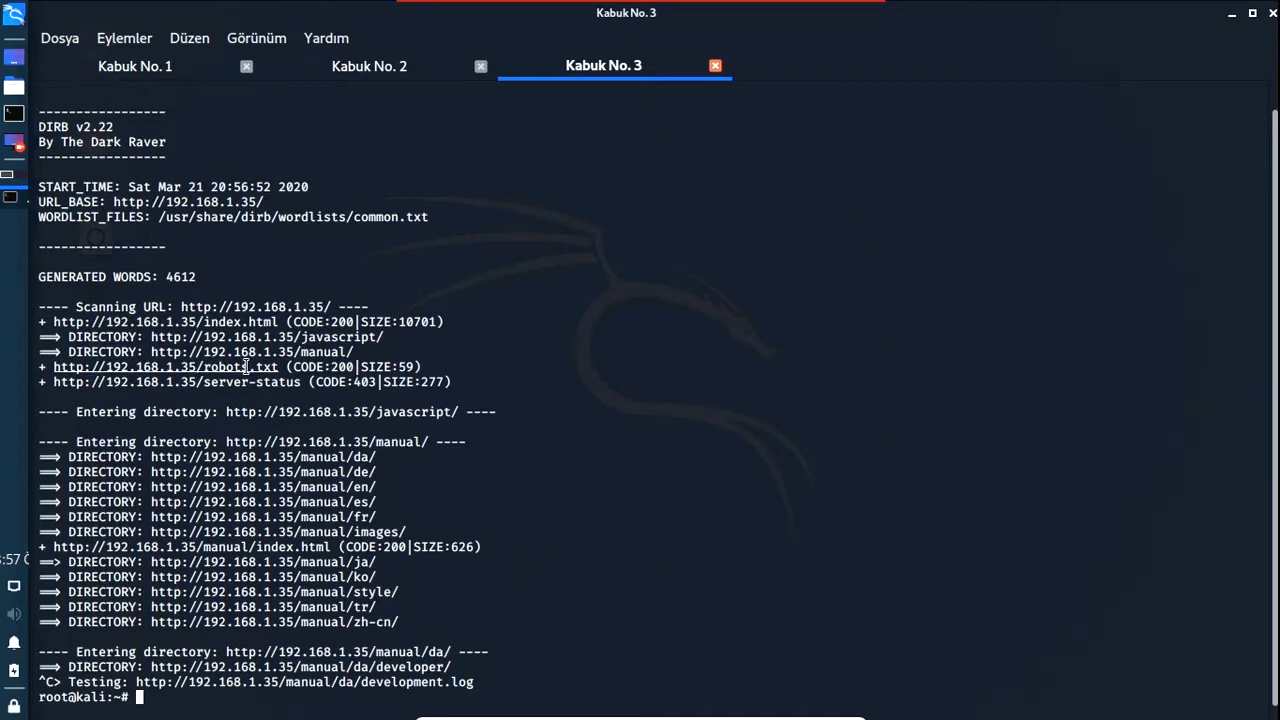 Kabuk No. 3
Dosya Eylemler Düzen Görünüm Yardım
Kabuk No. 1 Kabuk No. 2 Kabuk No. 3
-----------------
DIRB v2.22
By The Dark Raver
-----------------
START_TIME: Sat Mar 21 20:56:52 2020
URL_BASE: http://192.168.1.35/
WORDLIST_FILES: /usr/share/dirb/wordlists/common.txt
-----------------
GENERATED WORDS: 4612
---- Scanning URL: http://192.168.1.35/ ----
+ http://192.168.1.35/index.html (CODE:200|SIZE:10701)
==> DIRECTORY: http://192.168.1.35/javascript/
==> DIRECTORY: http://192.168.1.35/manual/
+ http://192.168.1.35/robots.txt (CODE:200|SIZE:59)
+ http://192.168.1.35/server-status (CODE:403|SIZE:277)
---- Entering directory: http://192.168.1.35/javascript/ ----
---- Entering directory: http://192.168.1.35/manual/ ----
==> DIRECTORY: http://192.168.1.35/manual/da/
==> DIRECTORY: http://192.168.1.35/manual/de/
==> DIRECTORY: http://192.168.1.35/manual/en/
==> DIRECTORY: http://192.168.1.35/manual/es/
==> DIRECTORY: http://192.168.1.35/manual/fr/
==> DIRECTORY: http://192.168.1.35/manual/images/
+ http://192.168.1.35/manual/index.html (CODE:200|SIZE:626)
==> DIRECTORY: http://192.168.1.35/manual/ja/
==> DIRECTORY: http://192.168.1.35/manual/ko/
==> DIRECTORY: http://192.168.1.35/manual/style/
==> DIRECTORY: http://192.168.1.35/manual/tr/
==> DIRECTORY: http://192.168.1.35/manual/zh-cn/
---- Entering directory: http://192.168.1.35/manual/da/ ----
==> DIRECTORY: http://192.168.1.35/manual/da/developer/
^C> Testing: http://192.168.1.35/manual/da/development.log
root@kali:~#
:57